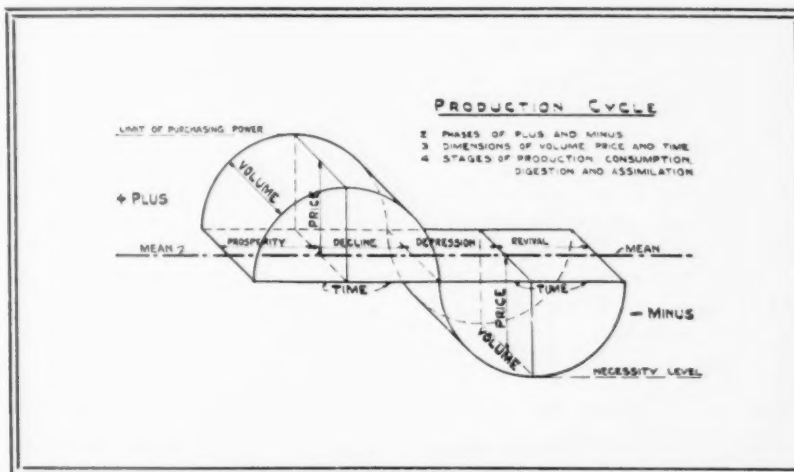 PRODUCTION CYCLE
2 PHASES OF PLUS AND MINUS
3 DIMENSIONS OF VOLUME PRICE AND TIME
4 STAGES OF PRODUCTION CONSUMPTION,
DIGESTION AND ASSIMILATION
LIMIT OF PURCHASING POWER
VOLUME
+ PLUS
PRICE
PROSPERITY
DECLINE
DEPRESSION
REVIVAL
MEAN
MEAN
TIME
PRICE
TIME
VOLUME
- MINUS
NECESSITY LEVEL